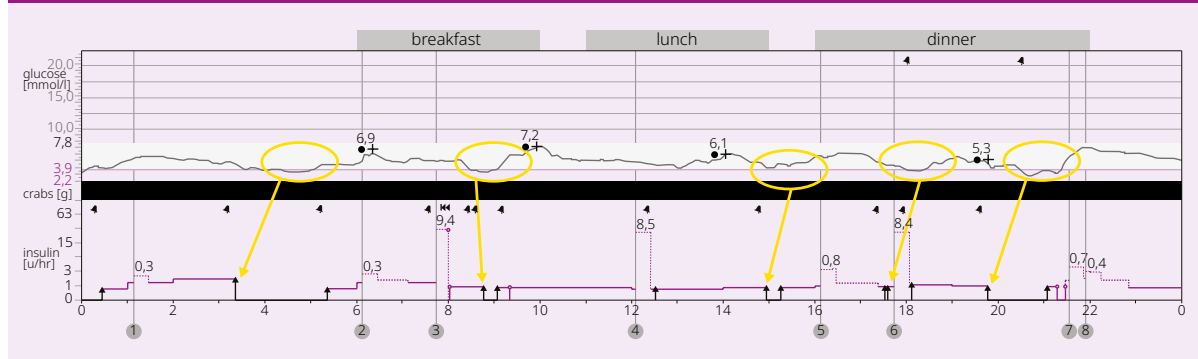 breakfast lunch dinner
20,0
glucose
[mmol/l]
15,0
10,0
7,8
6,9 7,2 6,1 5,3
3,9
2,2
crabs [g]
63
9,4 8,5 8,4
15
insulin
[u/hr]
3
0,3 0,3 0,8 0,7 0,4
1
0
0 2 4 6 8 10 12 14 16 18 20 22 0
1 2 3 4 5 6 7 8